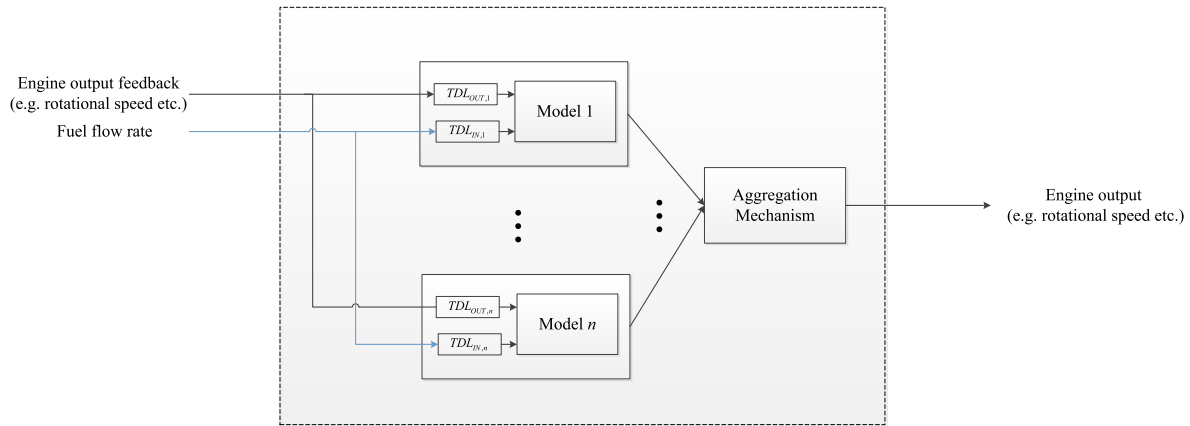 Engine output feedback
(e.g. rotational speed etc.)
Fuel flow rate
TDL_OUT,1
TDL_IN,1
Model 1
TDL_OUT,n
TDL_IN,n
Model n
Aggregation
Mechanism
Engine output
(e.g. rotational speed etc.)